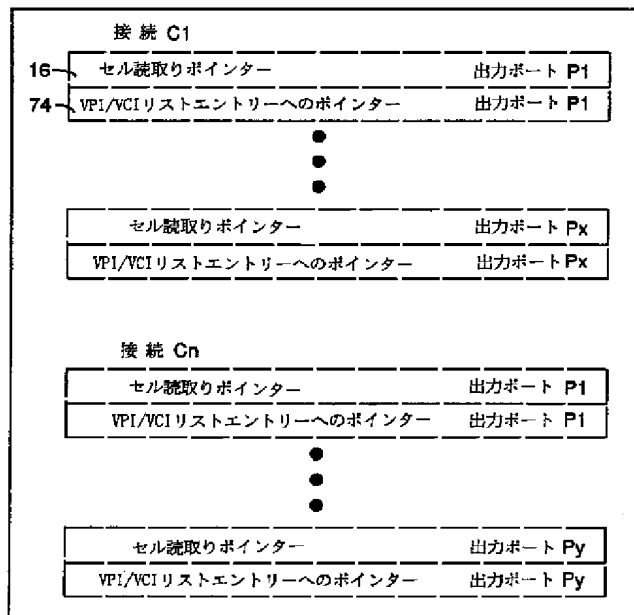 接続 C1
16 セル読取りポインター 出力ポート P1
74 VPI/VCIリストエントリーへのポインター 出力ポート P1
セル読取りポインター 出力ポート Px
VPI/VCIリストエントリーへのポインター 出力ポート Px
接続 Cn
セル読取りポインター 出力ポート P1
VPI/VCIリストエントリーへのポインター 出力ポート P1
セル読取りポインター 出力ポート Py
VPI/VCIリストエントリーへのポインター 出力ポート Py